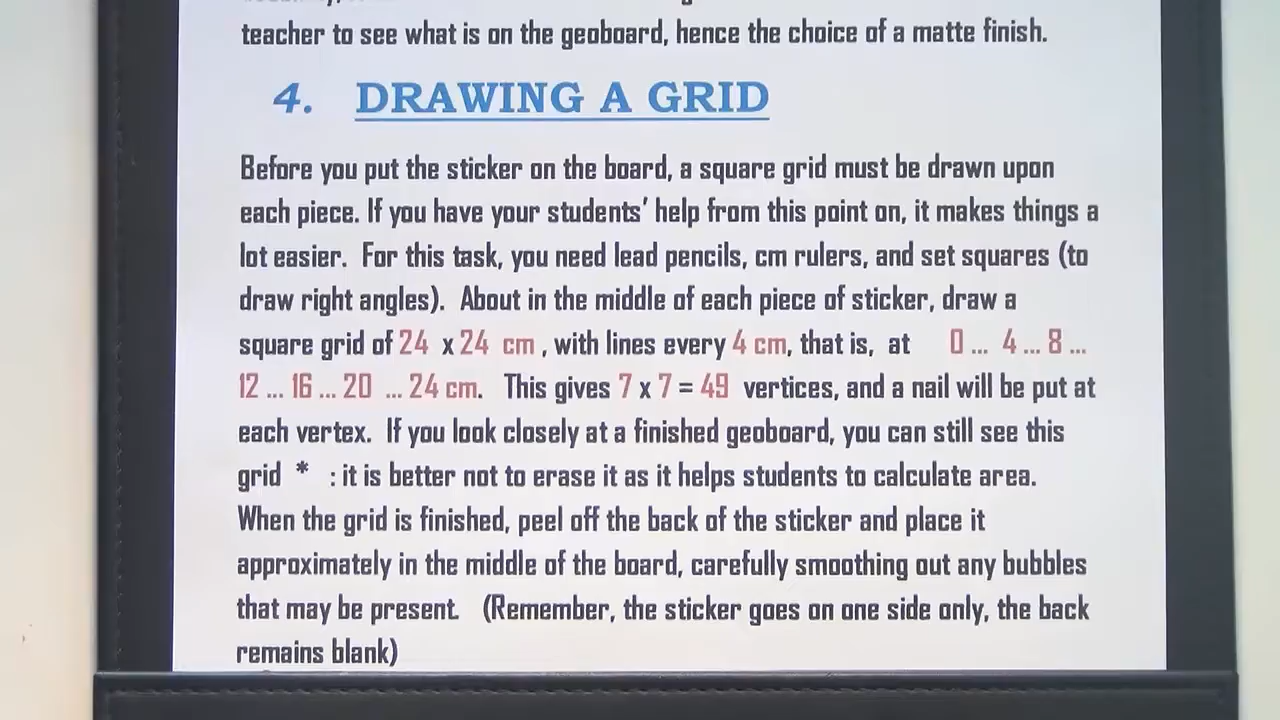 teacher to see what is on the geoboard, hence the choice of a matte finish.
4. DRAWING A GRID
Before you put the sticker on the board, a square grid must be drawn upon
each piece. If you have your students' help from this point on, it makes things a
lot easier. For this task, you need lead pencils, cm rulers, and set squares (to
draw right angles). About in the middle of each piece of sticker, draw a
square grid of 24 x 24 cm , with lines every 4 cm, that is, at 0 ... 4 ... 8 ...
12 ... 16 ... 20 ... 24 cm. This gives 7 x 7 = 49 vertices, and a nail will be put at
each vertex. If you look closely at a finished geoboard, you can still see this
grid * : it is better not to erase it as it helps students to calculate area.
When the grid is finished, peel off the back of the sticker and place it
approximately in the middle of the board, carefully smoothing out any bubbles
that may be present. (Remember, the sticker goes on one side only, the back
remains blank)